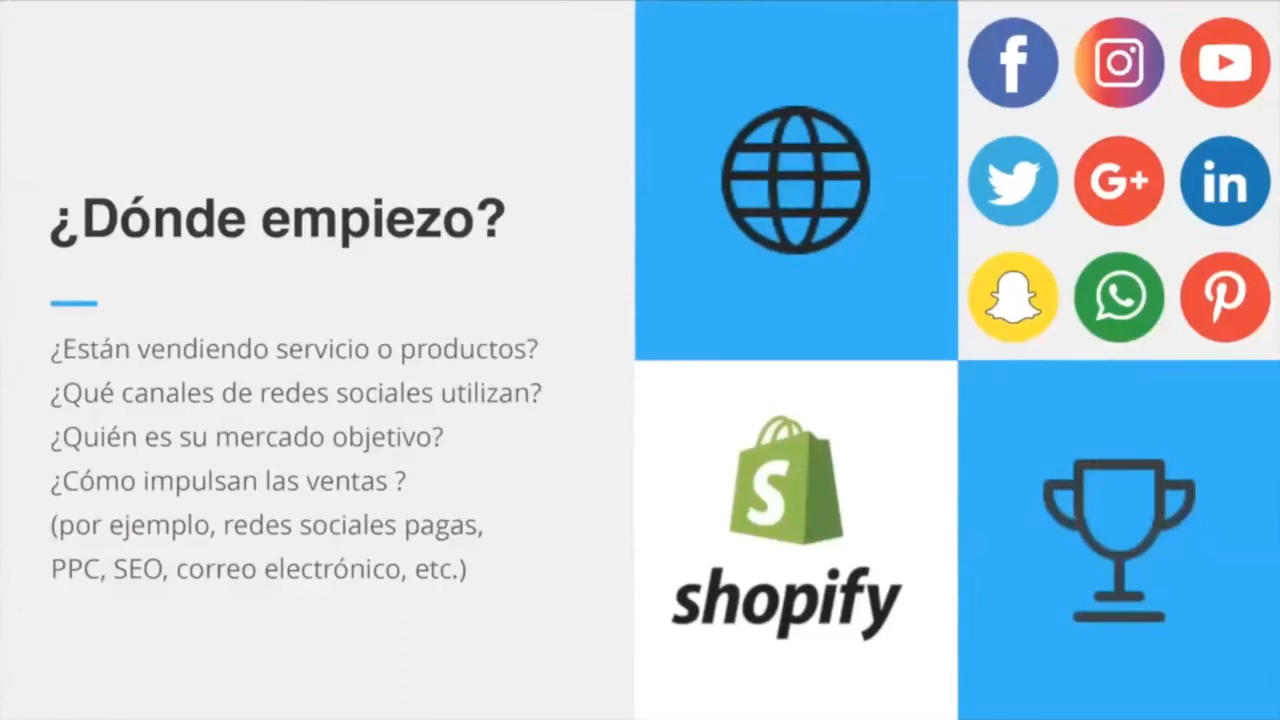 ¿Dónde empiezo?
¿Están vendiendo servicio o productos?
¿Qué canales de redes sociales utilizan?
¿Quién es su mercado objetivo?
¿Cómo impulsan las ventas ?
(por ejemplo, redes sociales pagas,
PPC, SEO, correo electrónico, etc.)
f
G+
in
S
shopify